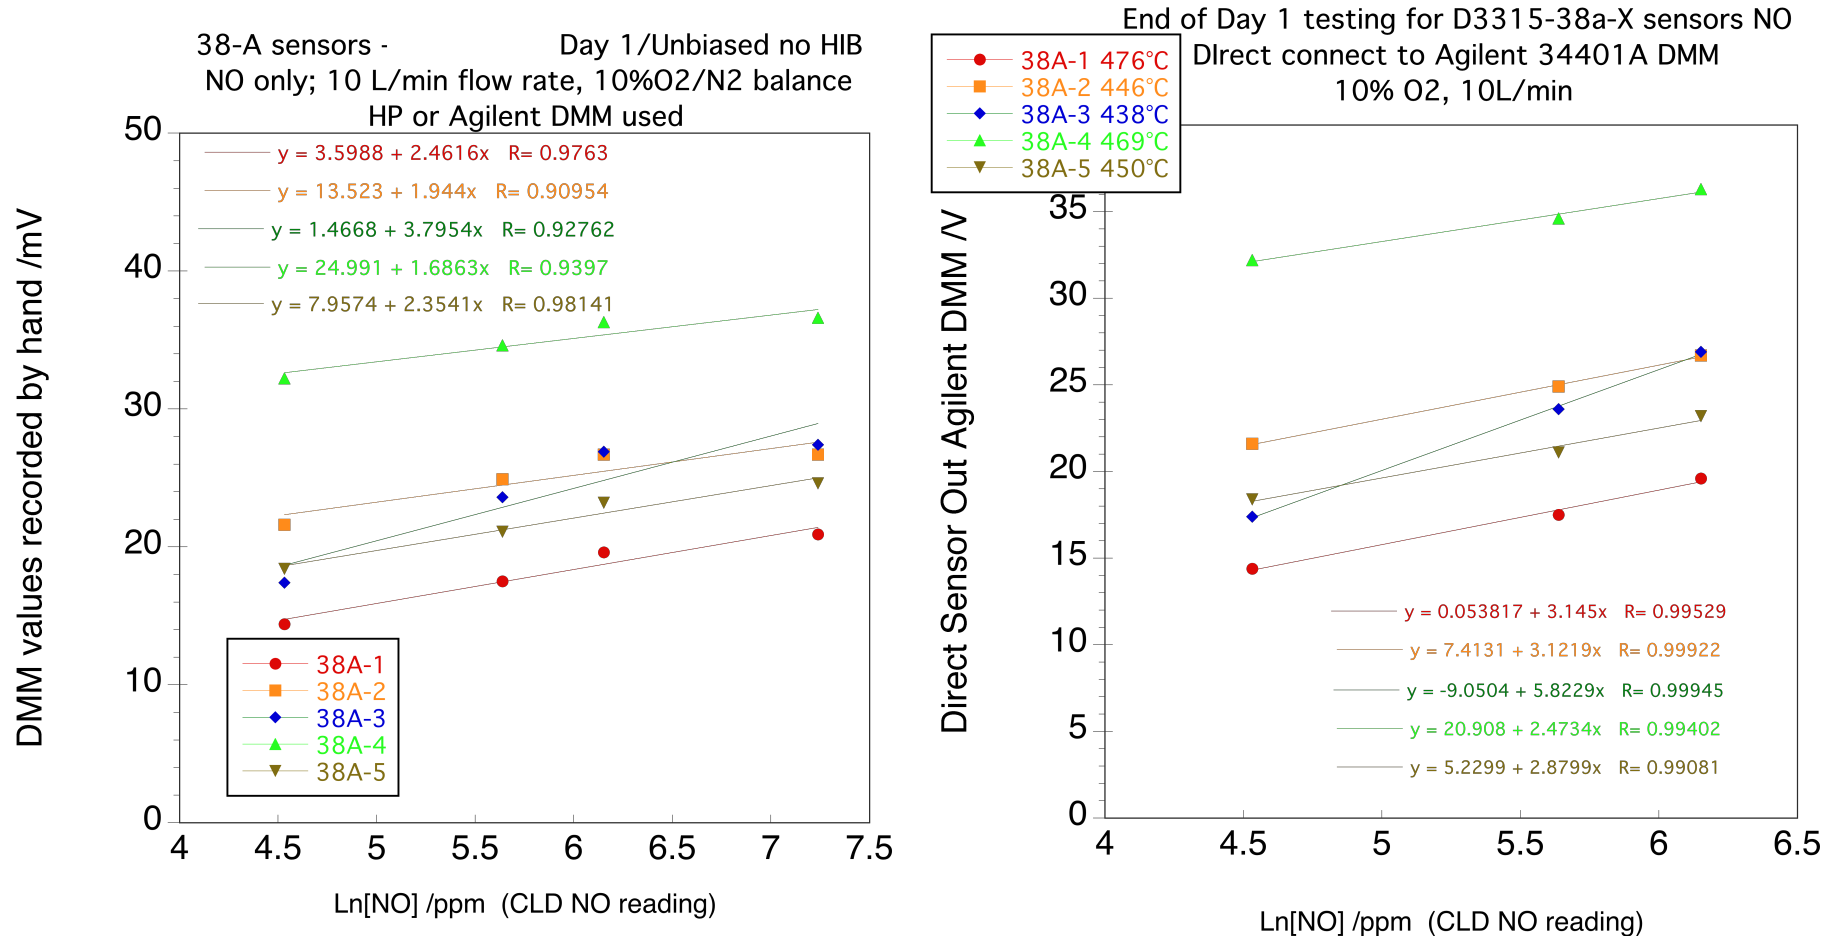 38-A sensors -                    Day 1/Unbiased no HIB
NO only; 10 L/min flow rate, 10%O2/N2 balance
HP or Agilent DMM used
y = 3.5988 + 2.4616x   R= 0.9763
y = 13.523 + 1.944x   R= 0.90954
y = 1.4668 + 3.7954x   R= 0.92762
y = 24.991 + 1.6863x   R= 0.9397
y = 7.9574 + 2.3541x   R= 0.98141
DMM values recorded by hand /mV
50
40
30
20
10
0
38A-1
38A-2
38A-3
38A-4
38A-5
4 4.5 5 5.5 6 6.5 7 7.5
Ln[NO] /ppm  (CLD NO reading)
End of Day 1 testing for D3315-38a-X sensors NO
DIrect connect to Agilent 34401A DMM
10% O2, 10L/min
38A-1 476°C
38A-2 446°C
38A-3 438°C
38A-4 469°C
38A-5 450°C
Direct Sensor Out Agilent DMM /V
35
30
25
20
15
10
5
0
y = 0.053817 + 3.145x   R= 0.99529
y = 7.4131 + 3.1219x   R= 0.99922
y = -9.0504 + 5.8229x   R= 0.99945
y = 20.908 + 2.4734x   R= 0.99402
y = 5.2299 + 2.8799x   R= 0.99081
4 4.5 5 5.5 6 6.5
Ln[NO] /ppm  (CLD NO reading)